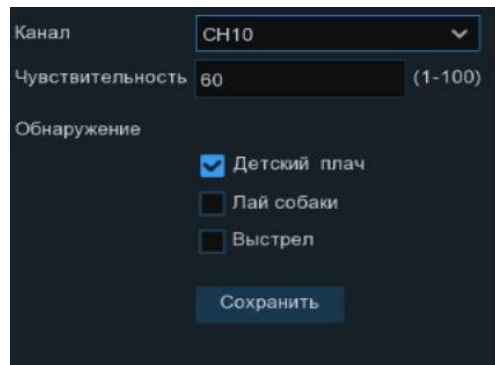 Канал CH10
Чувствительность 60 (1-100)
Обнаружение
Детский плач
Лай собаки
Выстрел
Сохранить